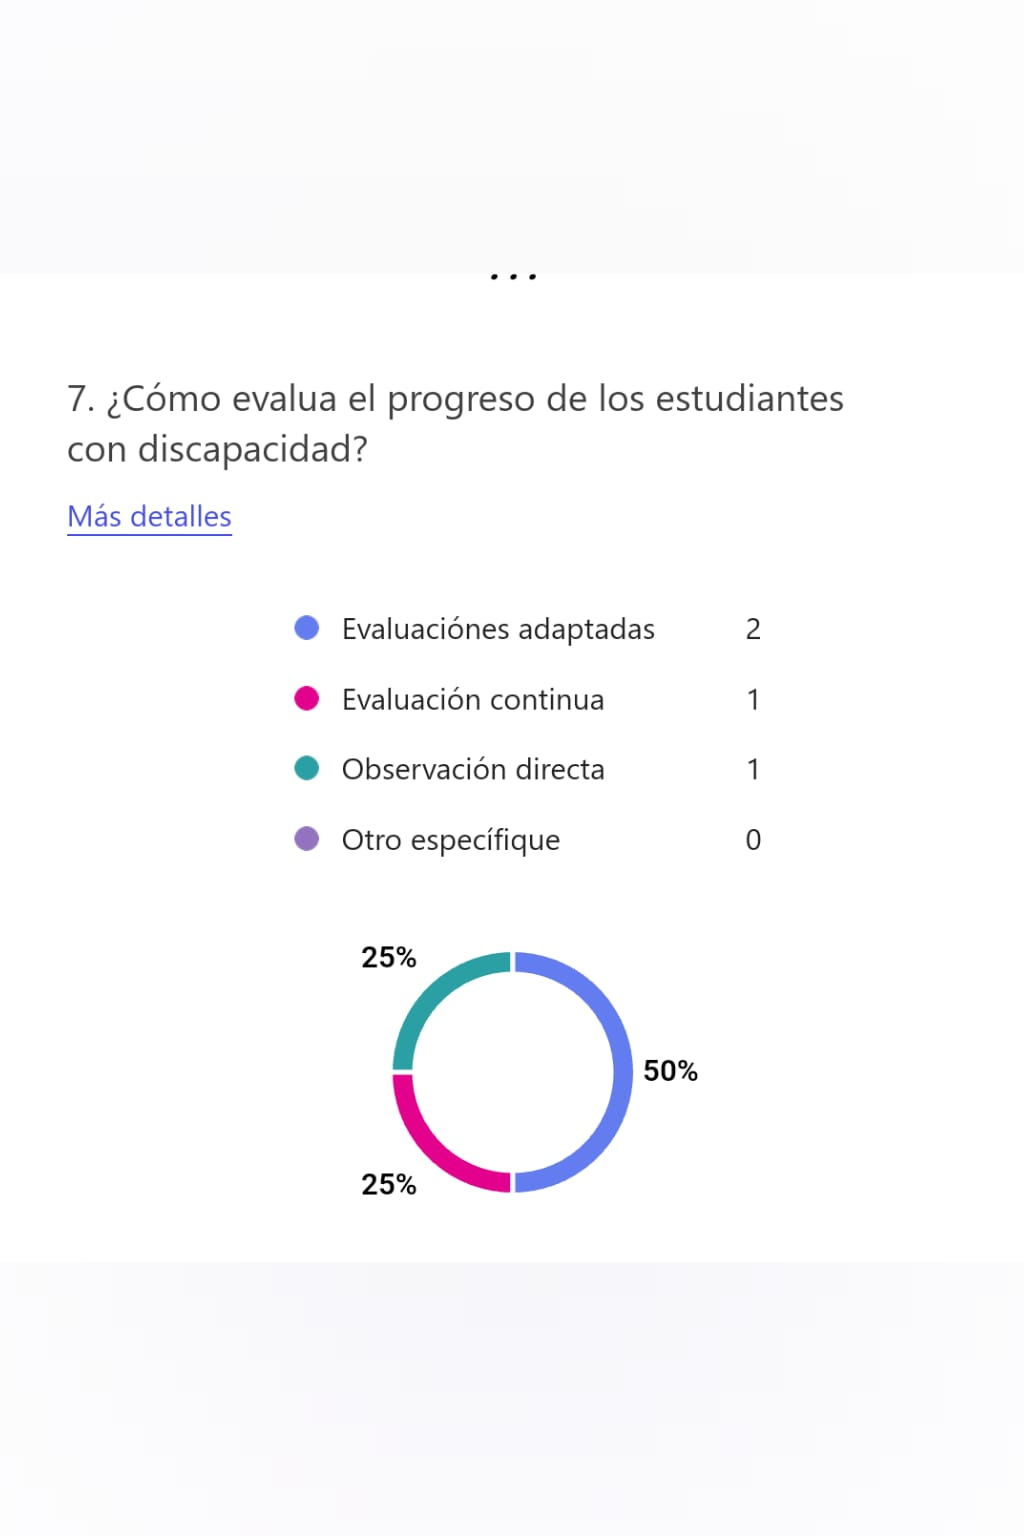 7. ¿Cómo evalua el progreso de los estudiantes
con discapacidad?
Más detalles
Evaluaciónes adaptadas 2
Evaluación continua 1
Observación directa 1
Otro específique 0
25%
50%
25%